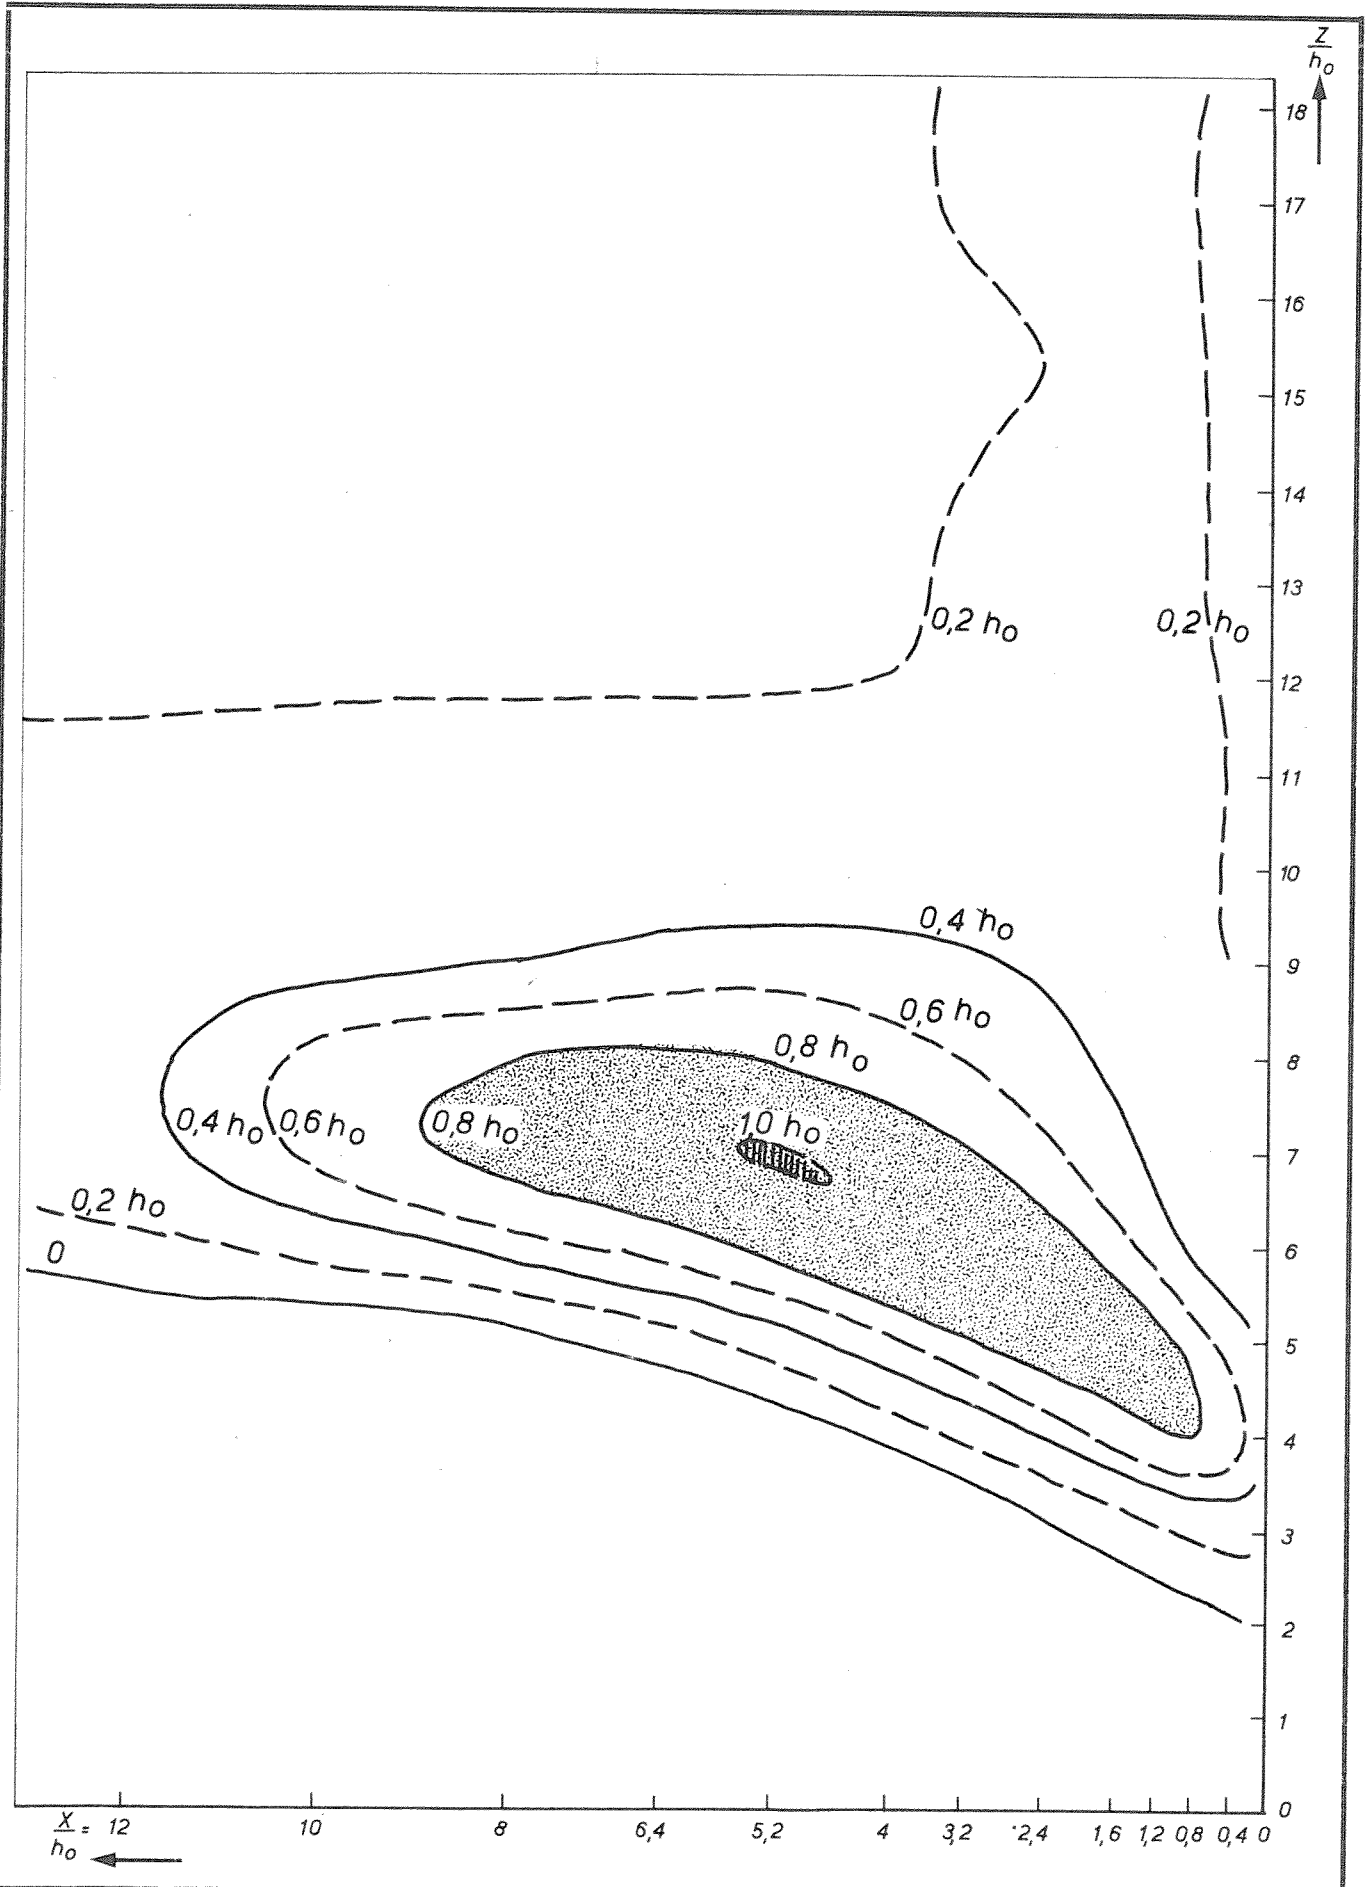 Z
h₀
18
17
16
15
14
13
0,2 h₀ 0,2 h₀
12
11
10
0,4 h₀
9
0,6 h₀
0,8 h₀
8
0,4 h₀ 0,6 h₀ 0,8 h₀ 1,0 h₀
7
0,2 h₀
0
6
5
4
3
2
1
0
X
h₀ = 12 10 8 6,4 5,2 4 3,2 2,4 1,6 1,2 0,8 0,4 0